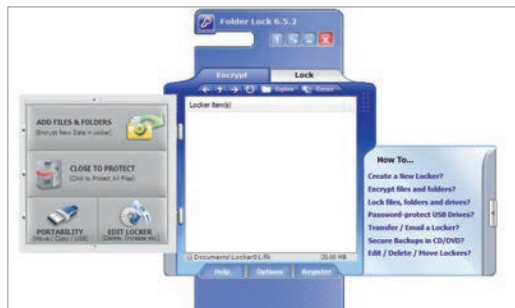 Folder Lock 6.5.2
Encrypt
Lock
Explore
Extract
Locker Item(s)
ADD FILES & FOLDERS
(Encrypt New Data in Locker)
CLOSE TO PROTECT
(Click to Protect All Files)
PORTABILITY
(Move / Copy / USB)
EDIT LOCKER
(Delete, Increase etc.)
Documents\Locker01.flk
20.00 MB
Help
Options
Register
How To...
Create a New Locker?
Encrypt files and folders?
Lock files, folders and drives?
Password-protect USB Drives?
Transfer / Email a Locker?
Secure Backups in CD/DVD?
Edit / Delete / Move Lockers?